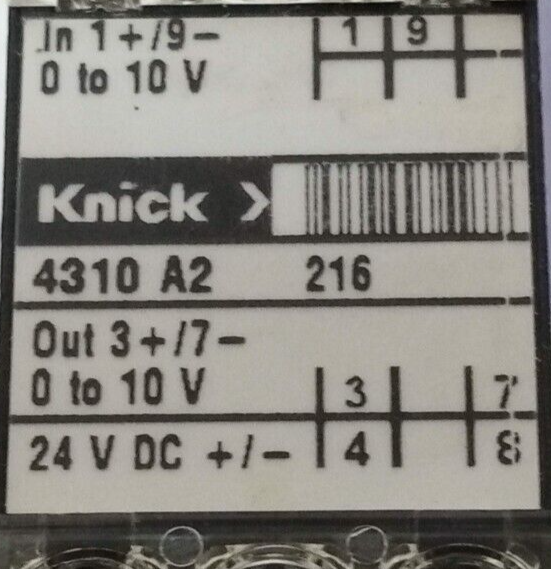 In 1+/9- 1 9
0 to 10 V
Knick >
4310 A2 216
Out 3+/7-
0 to 10 V 3 7
24 V DC +/- 4 8